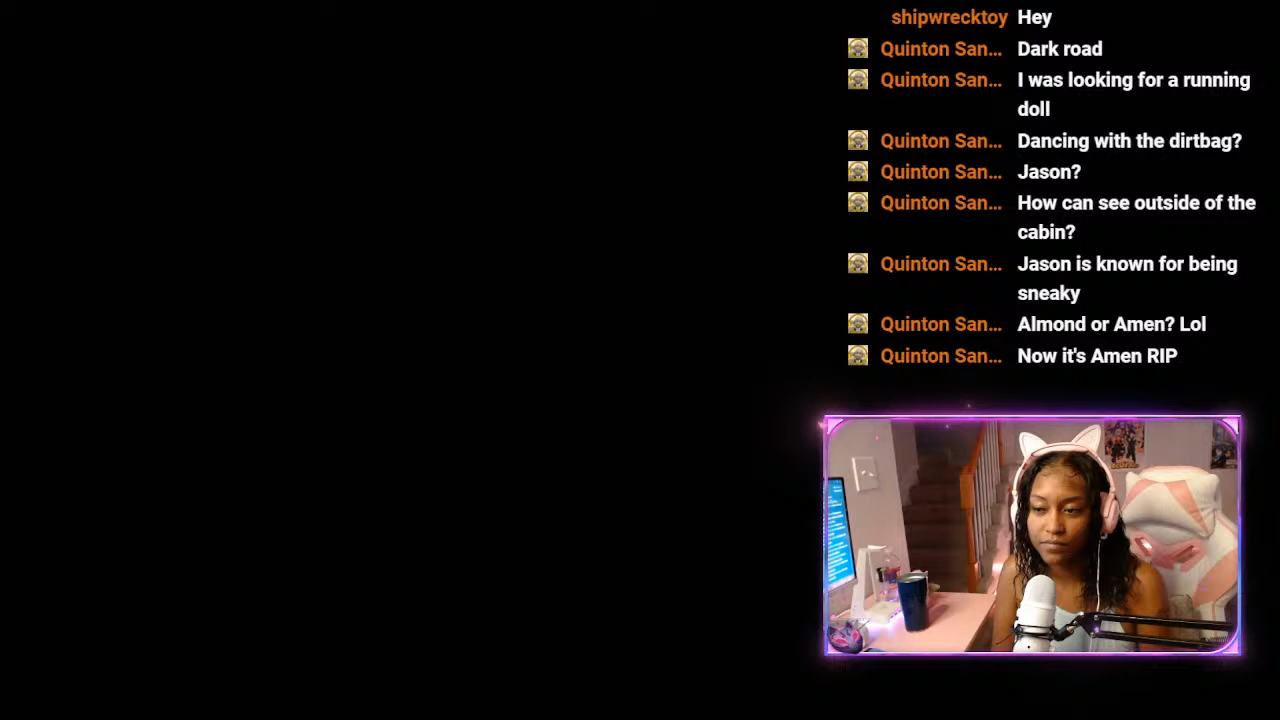 shipwrecktoy Hey
Quinton San... Dark road
Quinton San... I was looking for a running
doll
Quinton San... Dancing with the dirtbag?
Quinton San... Jason?
Quinton San... How can see outside of the
cabin?
Quinton San... Jason is known for being
sneaky
Quinton San... Almond or Amen? Lol
Quinton San... Now it's Amen RIP